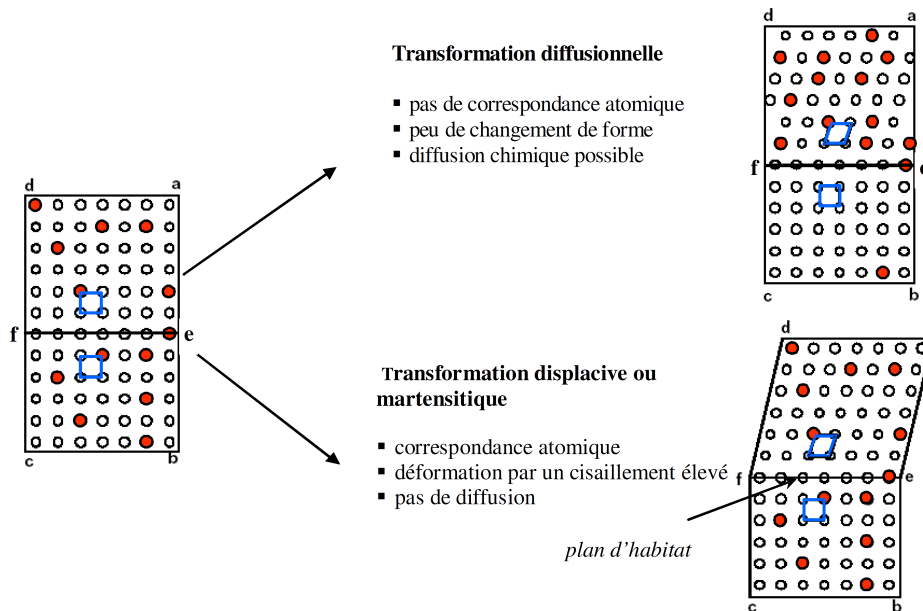 d a
Transformation diffusionnelle
▪ pas de correspondance atomique
▪ peu de changement de forme
▪ diffusion chimique possible
f e
c b
d a
f e
c b
d
Transformation displacive ou
martensitique
▪ correspondance atomique
▪ déformation par un cisaillement élevé
▪ pas de diffusion
f e
plan d'habitat
c b